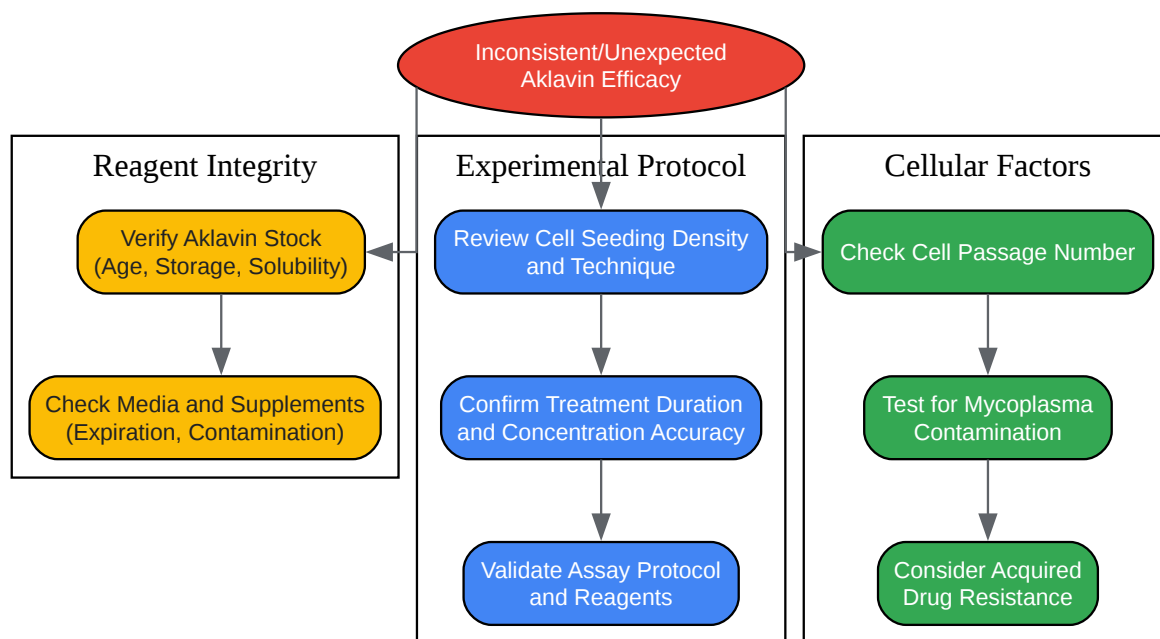 Inconsistent/Unexpected
Aklavin Efficacy
Reagent Integrity
Verify Aklavin Stock
(Age, Storage, Solubility)
Check Media and Supplements
(Expiration, Contamination)
Experimental Protocol
Review Cell Seeding Density
and Technique
Confirm Treatment Duration
and Concentration Accuracy
Validate Assay Protocol
and Reagents
Cellular Factors
Check Cell Passage Number
Test for Mycoplasma
Contamination
Consider Acquired
Drug Resistance